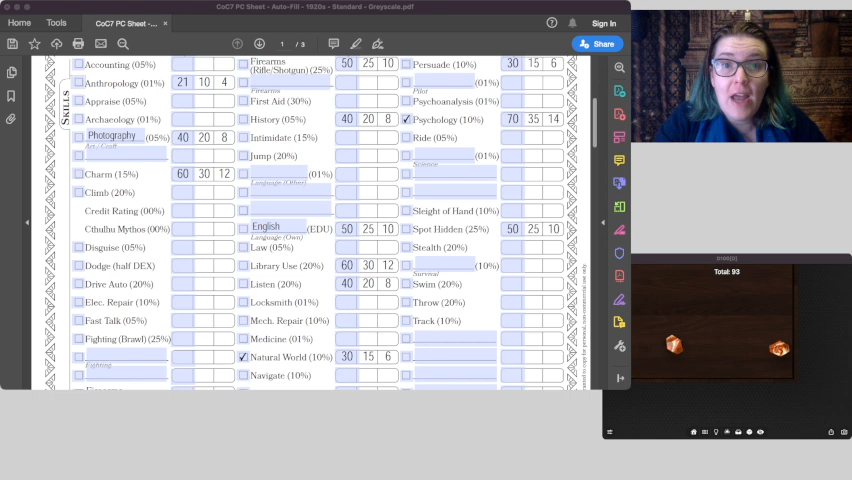 CoC7 PC Sheet - Auto-Fill - 1920s - Standard - Greyscale.pdf
Home Tools CoC7 PC Sheet -... × Sign In
1 / 3 Share
SKILLS
Accounting (05%)
Anthropology (01%) 21 10 4
Appraise (05%)
Archaeology (01%)
Photography (05%) 40 20 8
Art / Craft
Charm (15%) 60 30 12
Climb (20%)
Credit Rating (00%)
Cthulhu Mythos (00%)
Disguise (05%)
Dodge (half DEX)
Drive Auto (20%)
Elec. Repair (10%)
Fast Talk (05%)
Fighting (Brawl) (25%)
Fighting
Firearms
(Rifle/Shotgun) (25%) 50 25 10
Firearms
First Aid (30%)
History (05%) 40 20 8
Intimidate (15%)
Jump (20%)
(01%)
Language (Other)
English (EDU) 50 25 10
Language (Own)
Law (05%)
Library Use (20%) 60 30 12
Listen (20%) 40 20 8
Locksmith (01%)
Mech. Repair (10%)
Medicine (01%)
Natural World (10%) 30 15 6
Navigate (10%)
Persuade (10%) 30 15 6
(01%)
Pilot
Psychoanalysis (01%)
Psychology (10%) 70 35 14
Ride (05%)
(01%)
Science
Sleight of Hand (10%)
Spot Hidden (25%) 50 25 10
Stealth (20%)
(10%)
Survival
Swim (20%)
Throw (20%)
Track (10%)
Total: 93